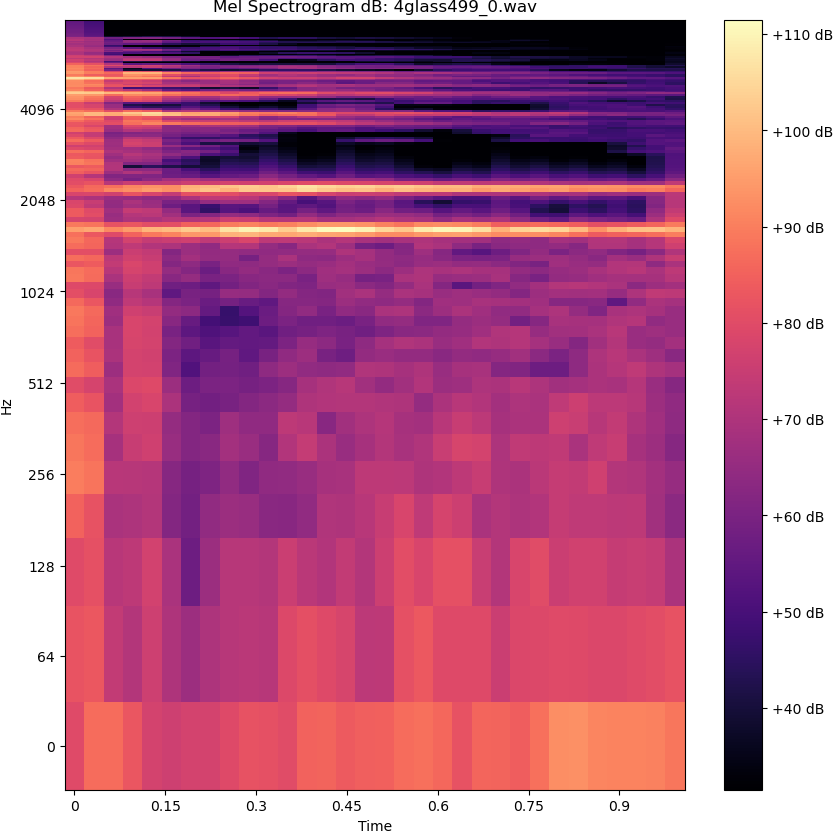 Mel Spectrogram dB: 4glass499_0.wav
Hz
4096
2048
1024
512
256
128
64
0
0
0.15
0.3
0.45
0.6
0.75
0.9
Time
+110 dB
+100 dB
+90 dB
+80 dB
+70 dB
+60 dB
+50 dB
+40 dB